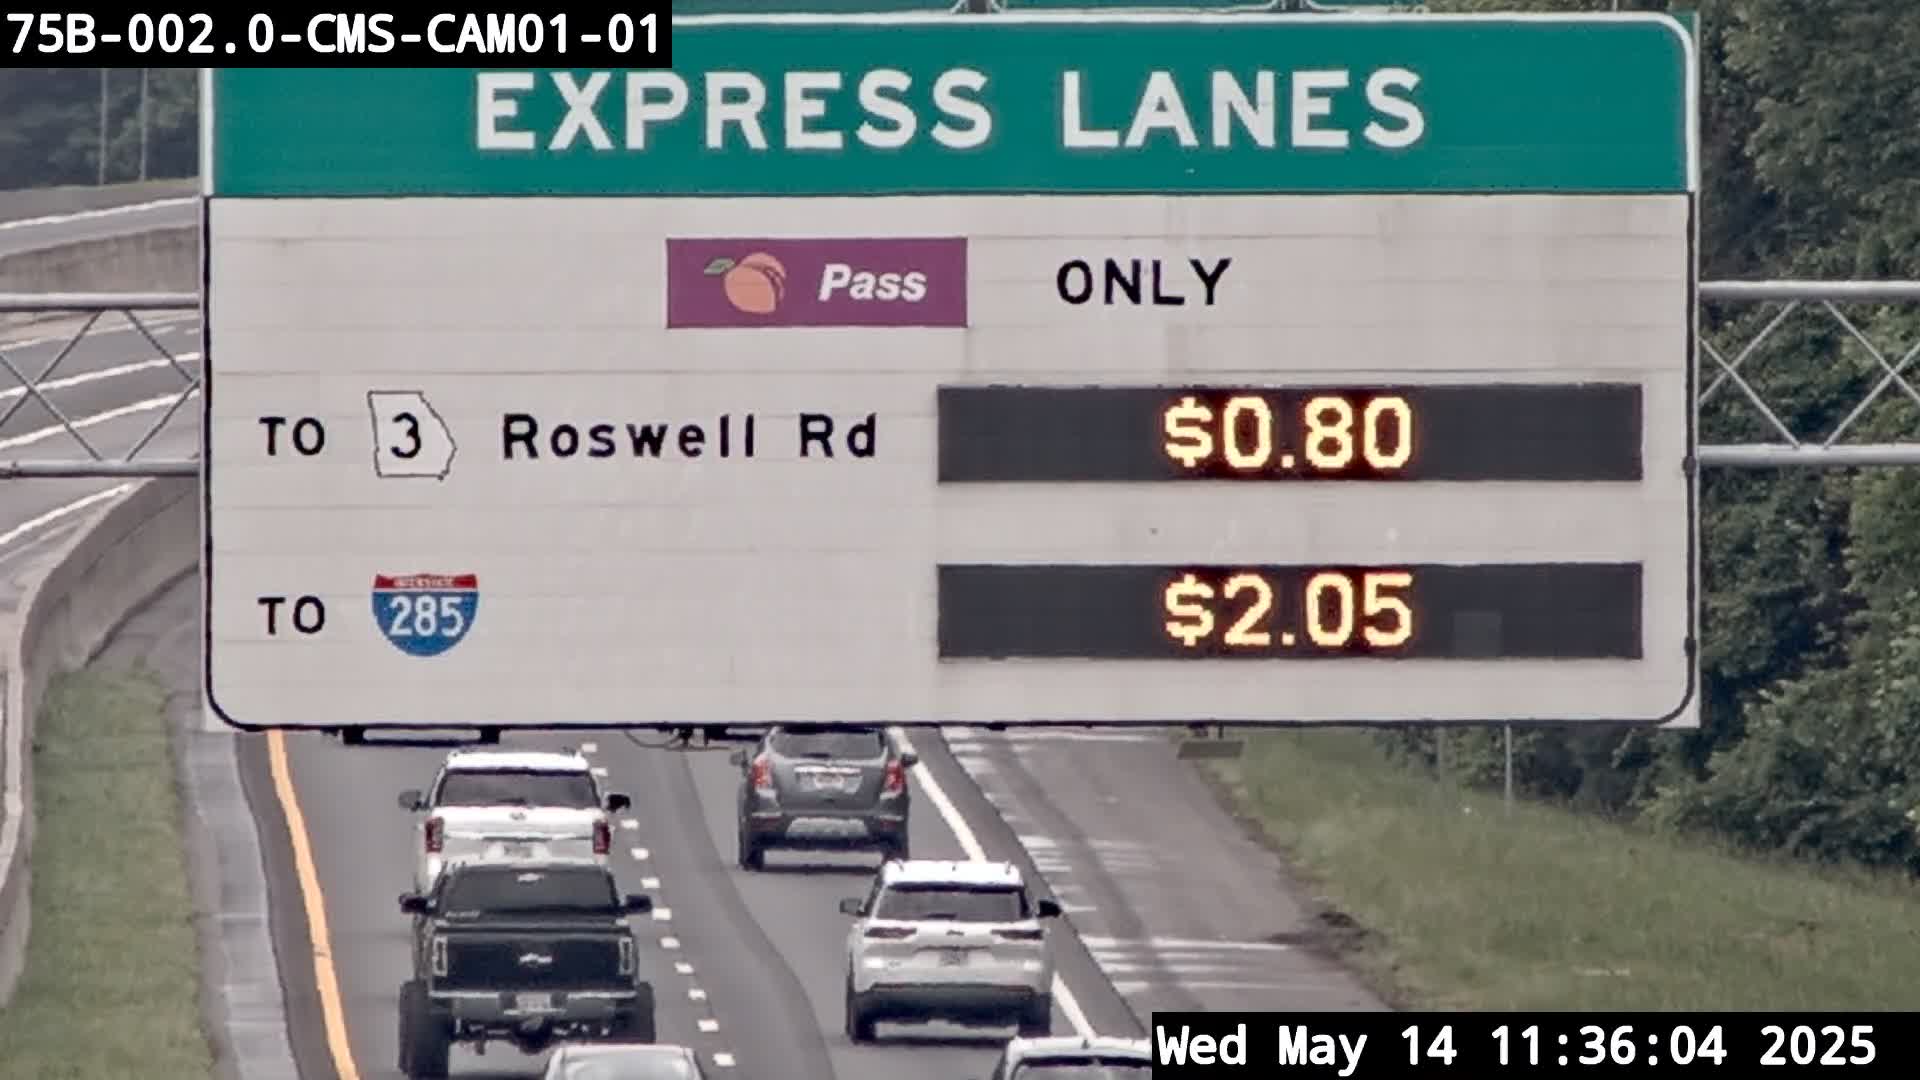 75B-002.0-CMS-CAM01-01
EXPRESS LANES
Pass ONLY
TO 3 Roswell Rd $0.80
INTERSTATE
TO 285 $2.05
Wed May 14 11:36:04 2025